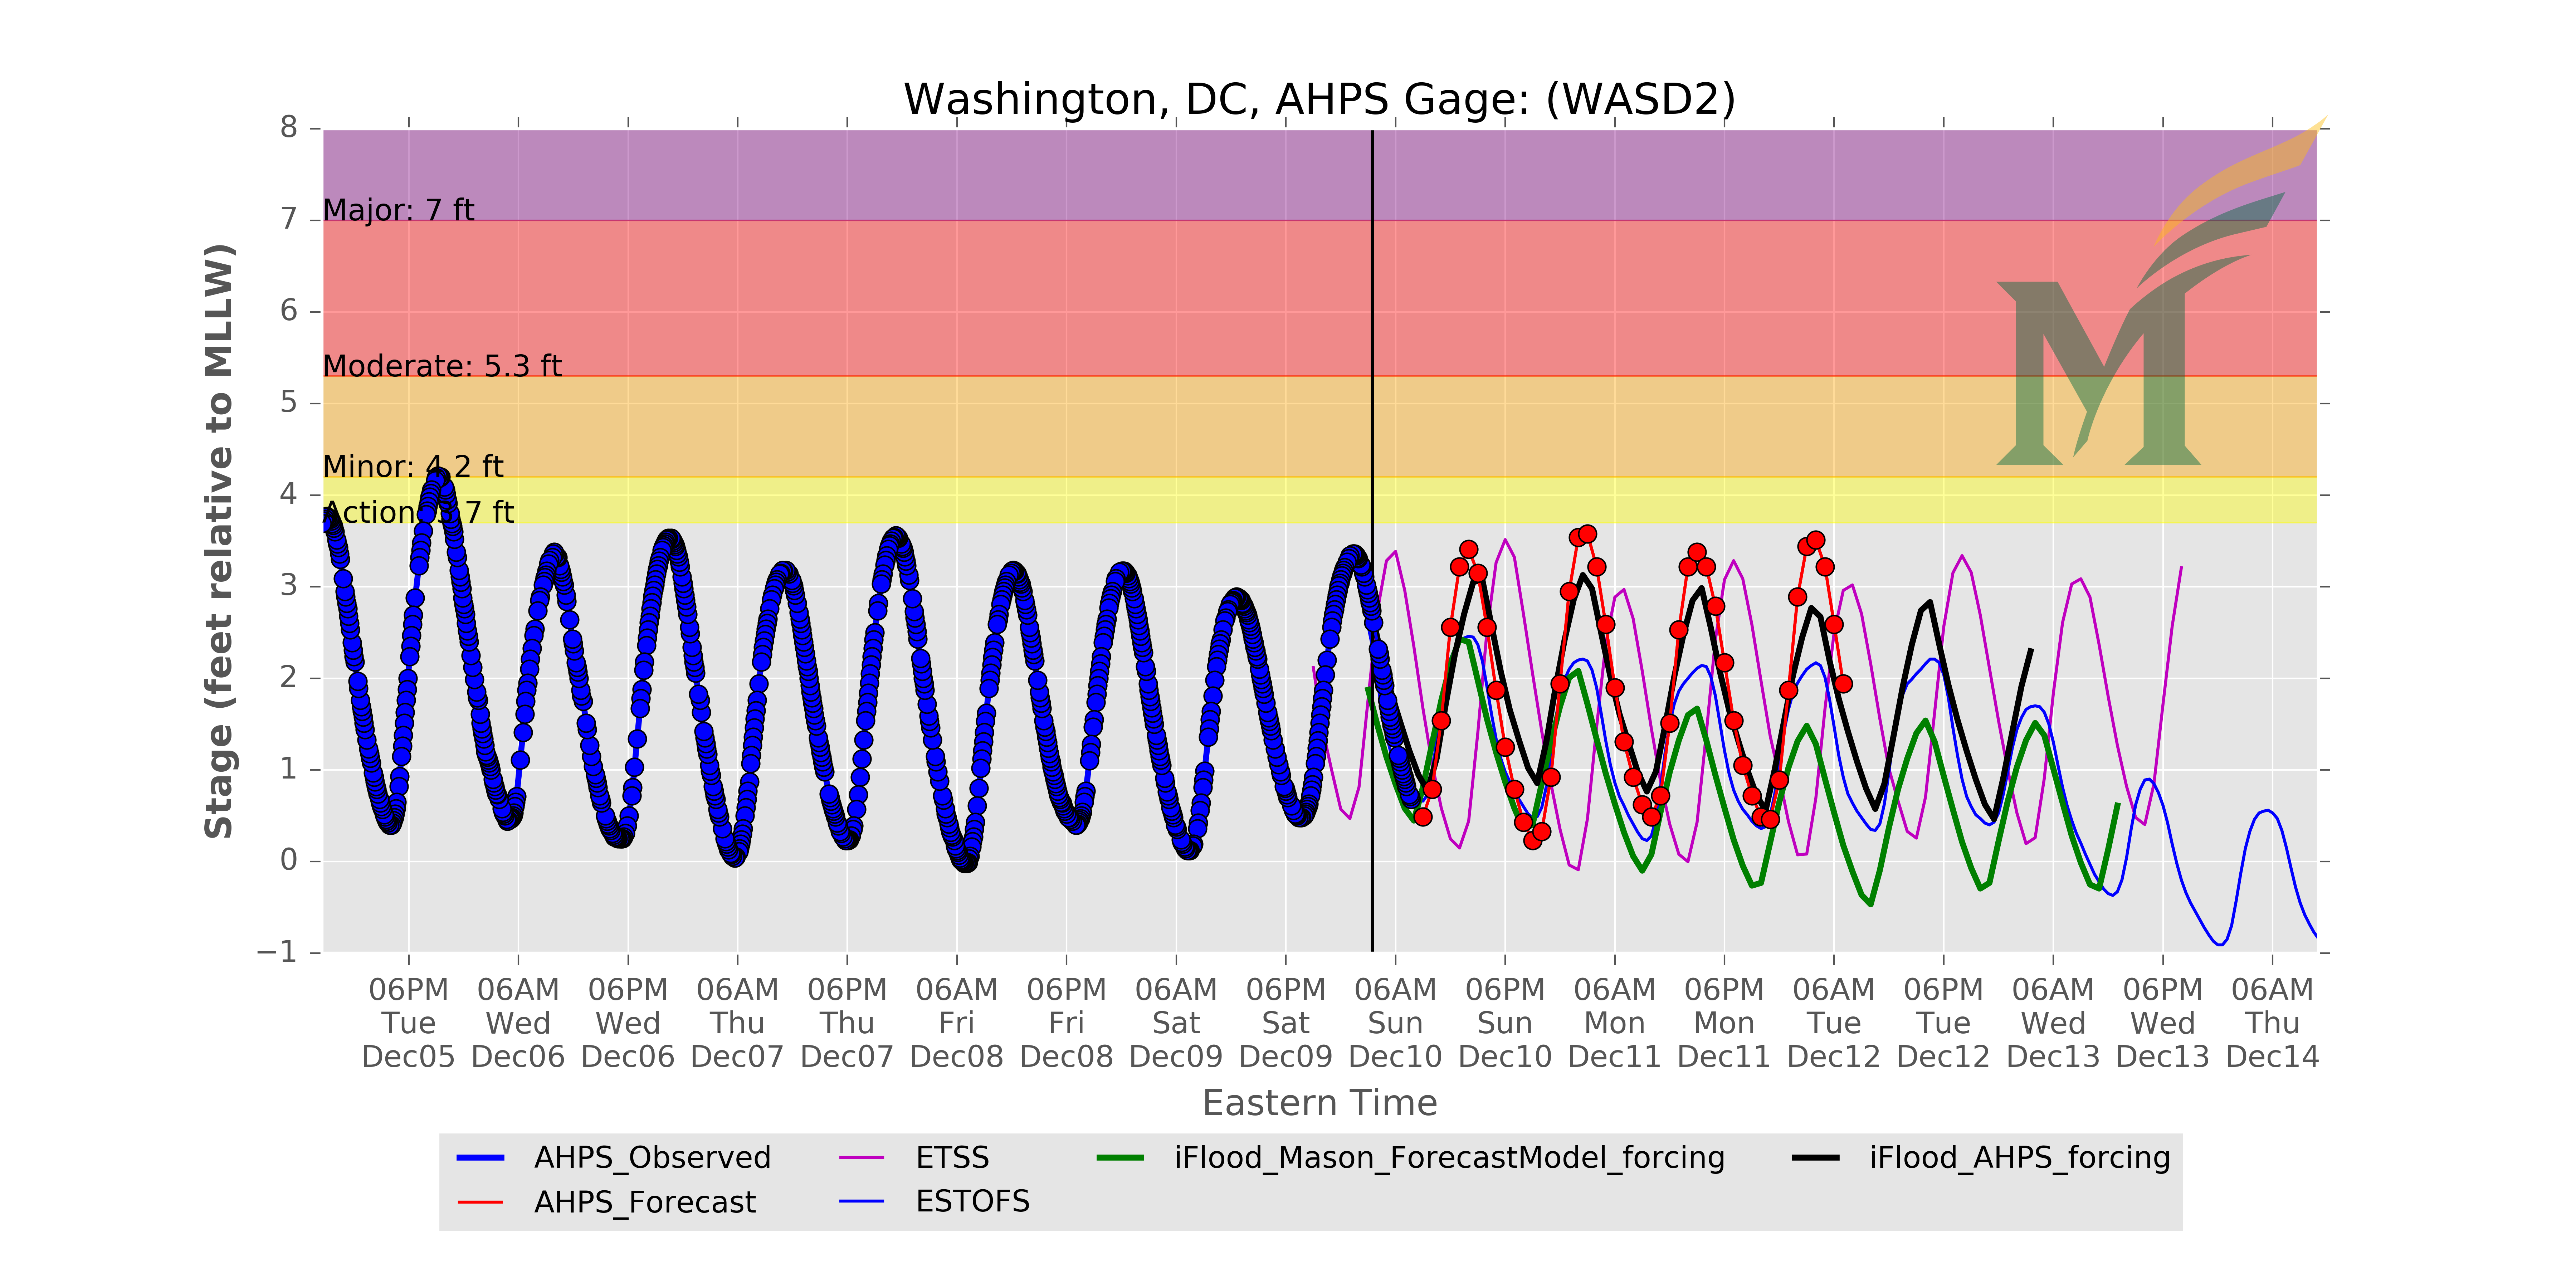 Washington, DC, AHPS Gage: (WASD2)
8
7
6
5
4
3
2
1
0
−1
Stage (feet relative to MLLW)
Major: 7 ft
Moderate: 5.3 ft
Minor: 4.2 ft
Action: 3.7 ft
06PM 06AM 06PM 06AM 06PM 06AM 06PM 06AM 06PM 06AM 06PM 06AM 06PM 06AM 06PM 06AM 06PM 06AM
Tue Wed Wed Thu Thu Fri Fri Sat Sat Sun Sun Mon Mon Tue Tue Wed Wed Thu
Dec05 Dec06 Dec06 Dec07 Dec07 Dec08 Dec08 Dec09 Dec09 Dec10 Dec10 Dec11 Dec11 Dec12 Dec12 Dec13 Dec13 Dec14
Eastern Time
AHPS_Observed ETSS iFlood_Mason_ForecastModel_forcing iFlood_AHPS_forcing
AHPS_Forecast ESTOFS
M